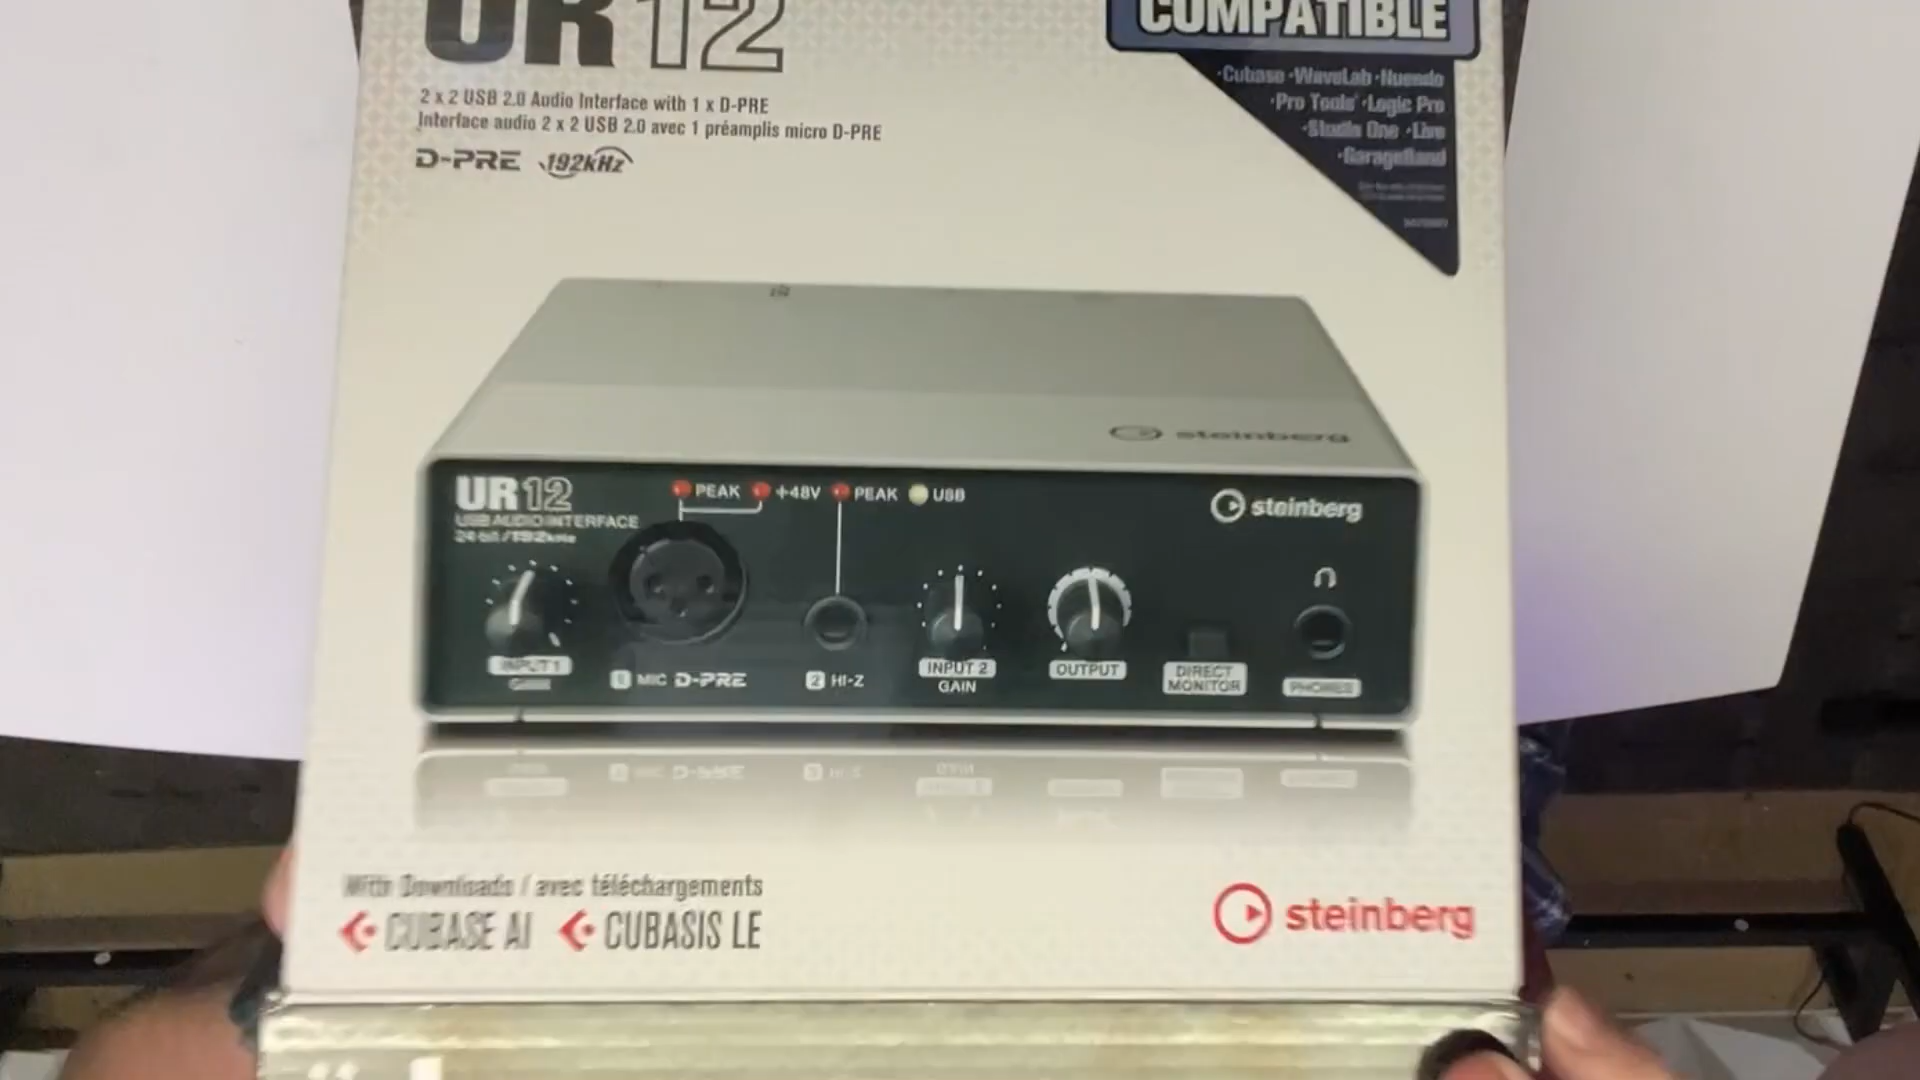 UR12
COMPATIBLE
2 x 2 USB 2.0 Audio Interface with 1 x D-PRE
Interface audio 2 x 2 USB 2.0 avec 1 préamplis micro D-PRE
D-PRE 192kHz
·Cubase ·WaveLab ·Nuendo
·Pro Tools ·Logic Pro
·Studio One ·Live
·GarageBand
steinberg
UR12
USB AUDIO INTERFACE
24-bit/192kHz
PEAK +48V PEAK USB
steinberg
INPUT 1
GAIN
1 MIC D-PRE
2 HI-Z
INPUT 2
GAIN
OUTPUT
DIRECT
MONITOR
PHONES
With Downloads / avec téléchargements
CUBASE AI CUBASIS LE
steinberg